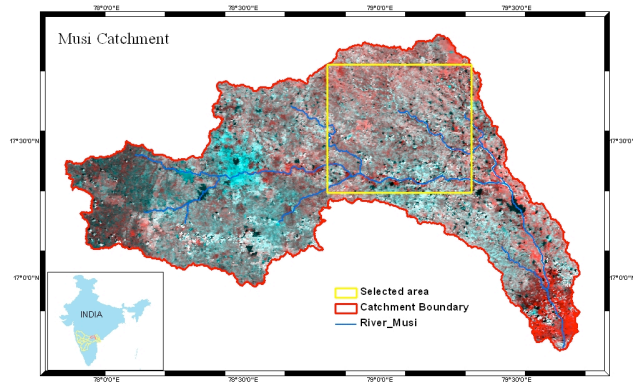 78°0'0"E 78°30'0"E 79°0'0"E 79°30'0"E
Musi Catchment
17°30'0"N 17°30'0"N
17°0'0"N 17°0'0"N
Selected area
Catchment Boundary
River_Musi
INDIA
78°0'0"E 78°30'0"E 79°0'0"E 79°30'0"E